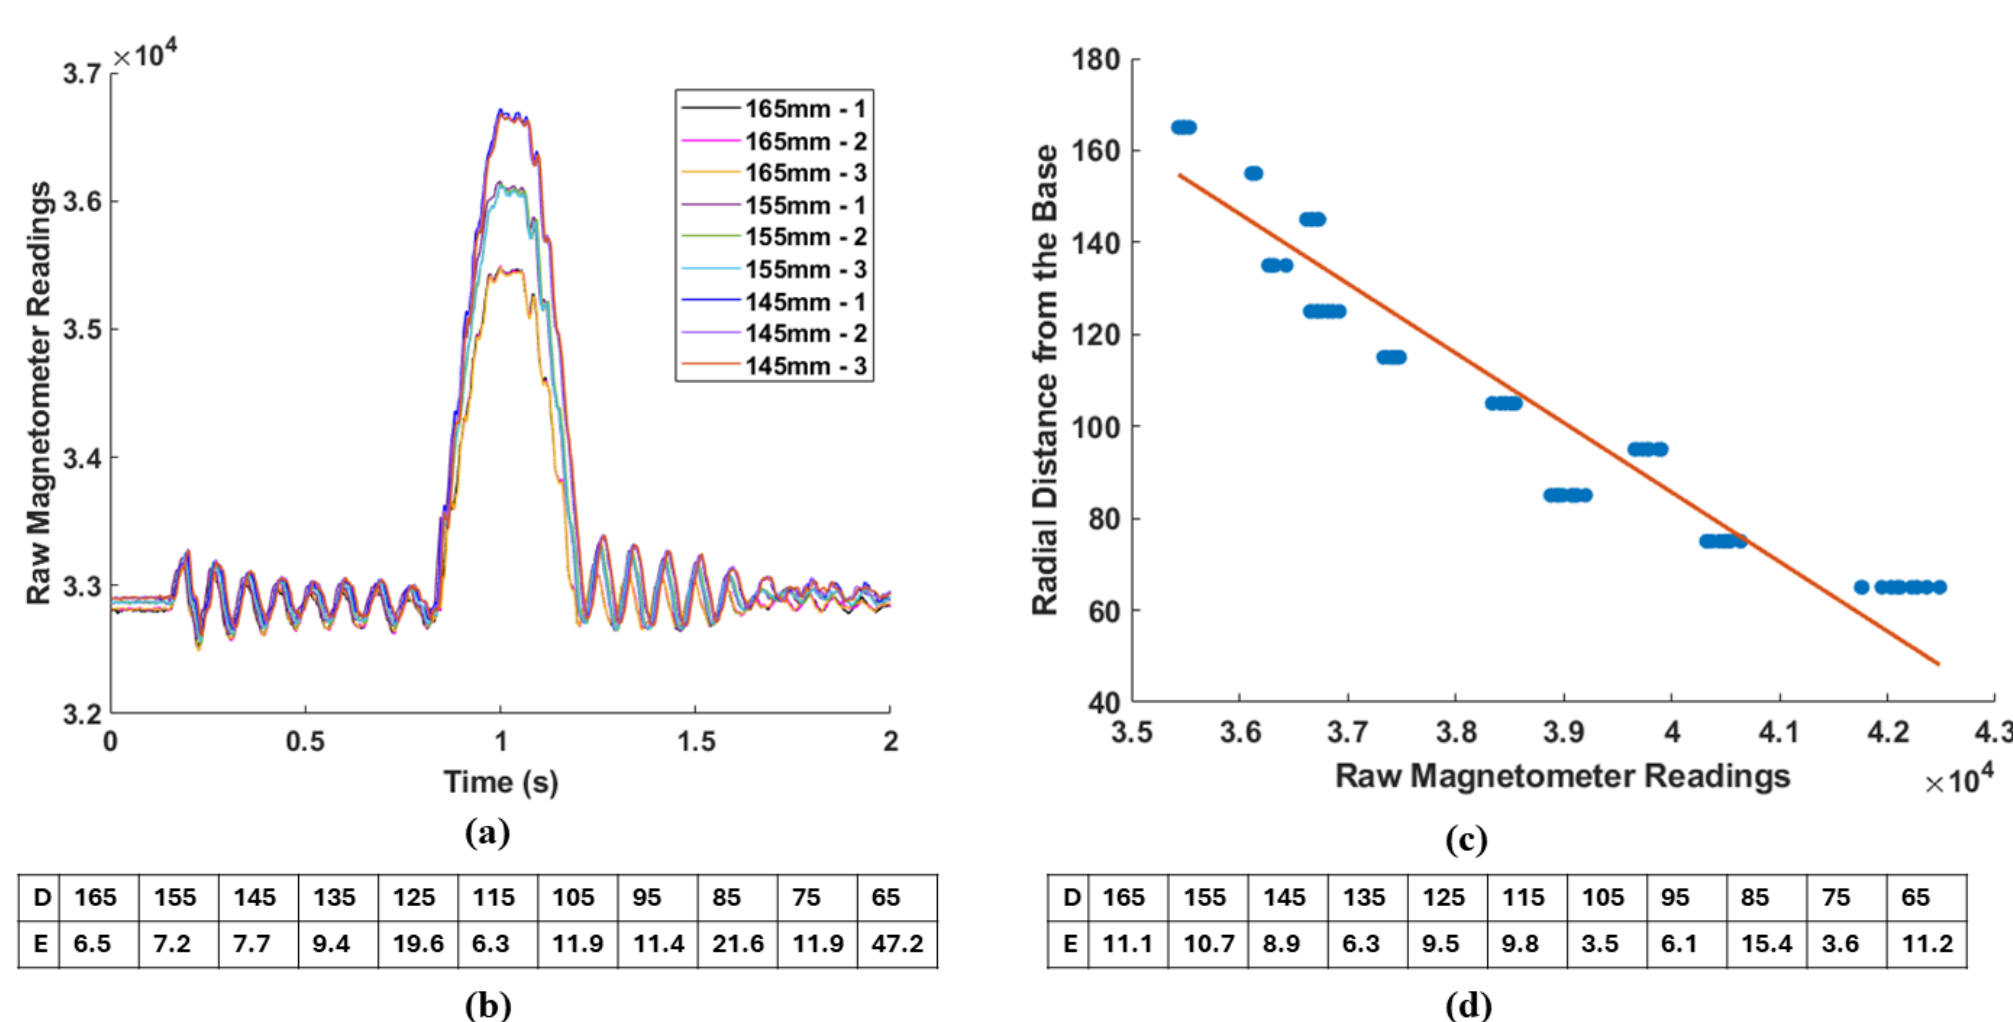 ×10⁴
3.7
3.6
3.5
3.4
3.3
3.2
Raw Magnetometer Readings
165mm - 1
165mm - 2
165mm - 3
155mm - 1
155mm - 2
155mm - 3
145mm - 1
145mm - 2
145mm - 3
0 0.5 1 1.5 2
Time (s)
(a)
D 165 155 145 135 125 115 105 95 85 75 65
E 6.5 7.2 7.7 9.4 19.6 6.3 11.9 11.4 21.6 11.9 47.2
(b)
180
160
140
120
100
80
60
40
Radial Distance from the Base
3.5 3.6 3.7 3.8 3.9 4 4.1 4.2 4.3
Raw Magnetometer Readings
×10⁴
(c)
D 165 155 145 135 125 115 105 95 85 75 65
E 11.1 10.7 8.9 6.3 9.5 9.8 3.5 6.1 15.4 3.6 11.2
(d)